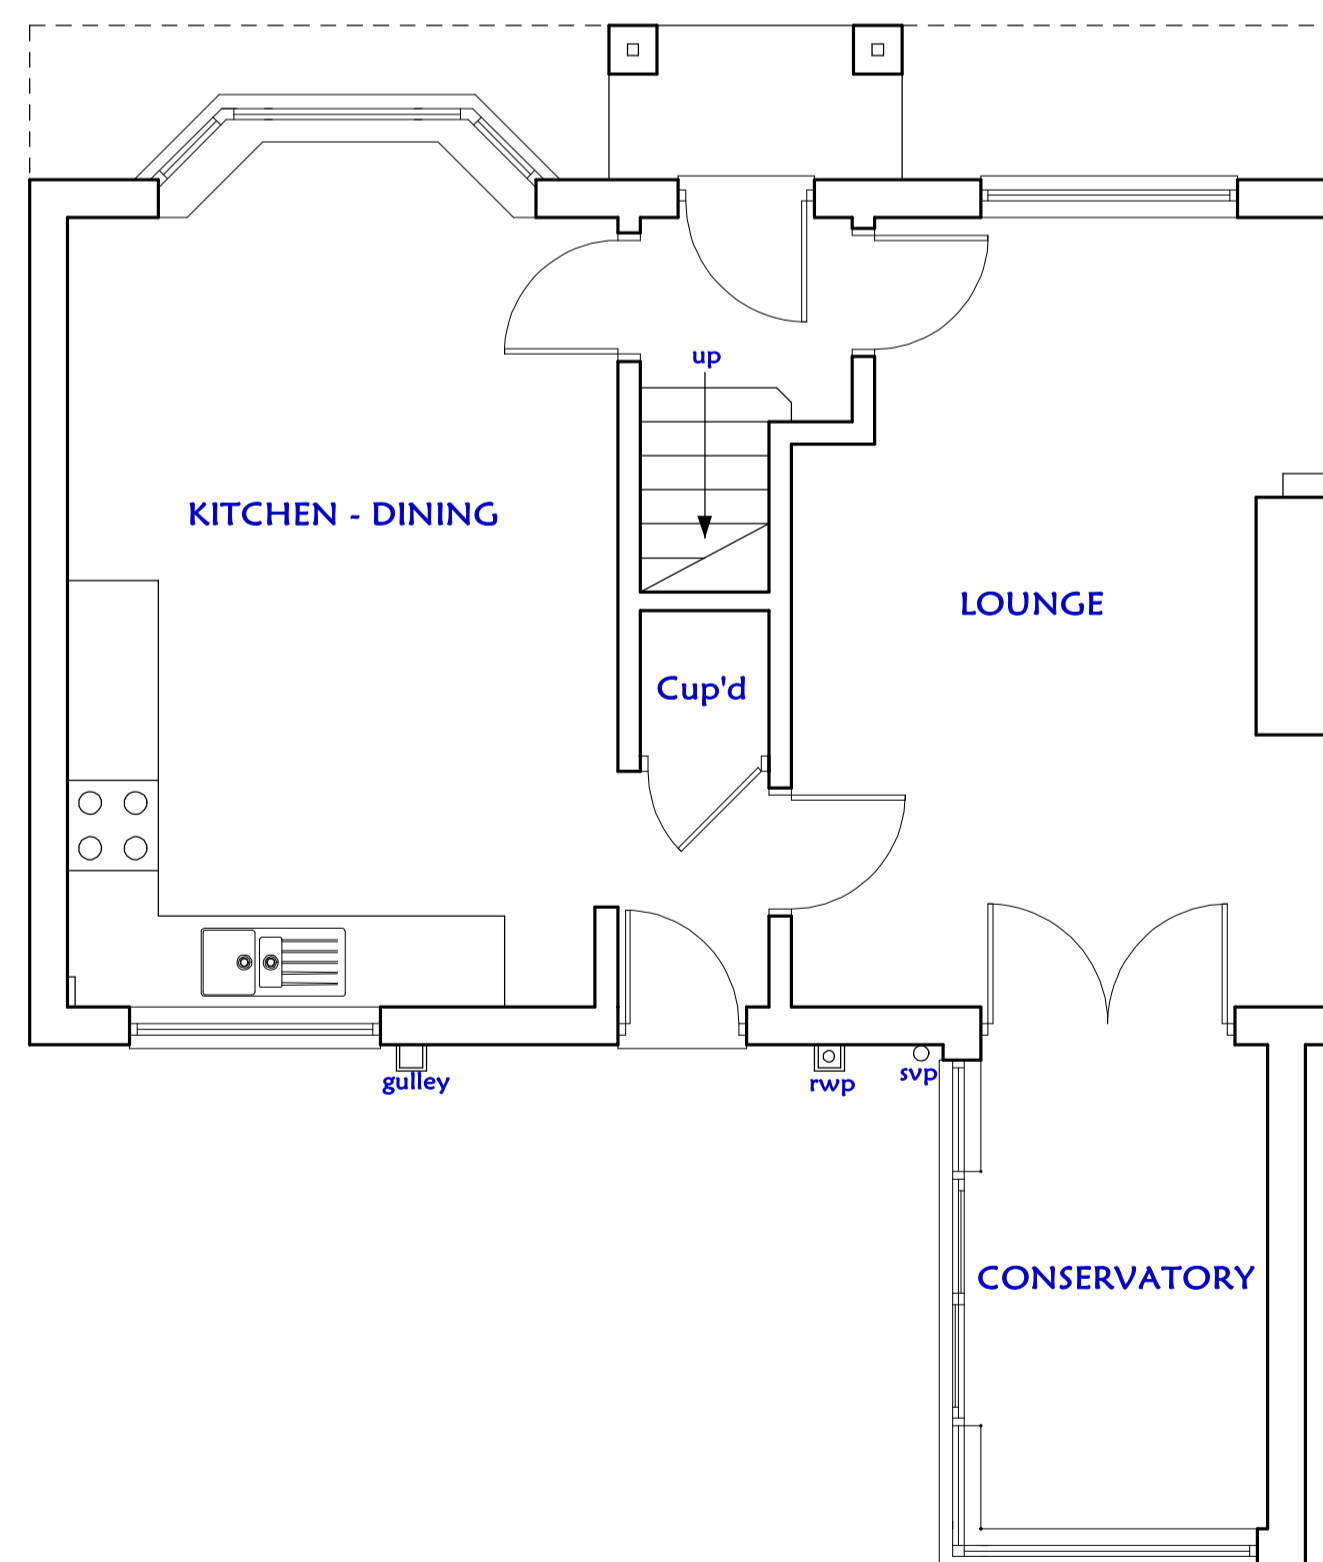 up
KITCHEN - DINING
LOUNGE
Cup'd
gulley
rwp
svp
CONSERVATORY